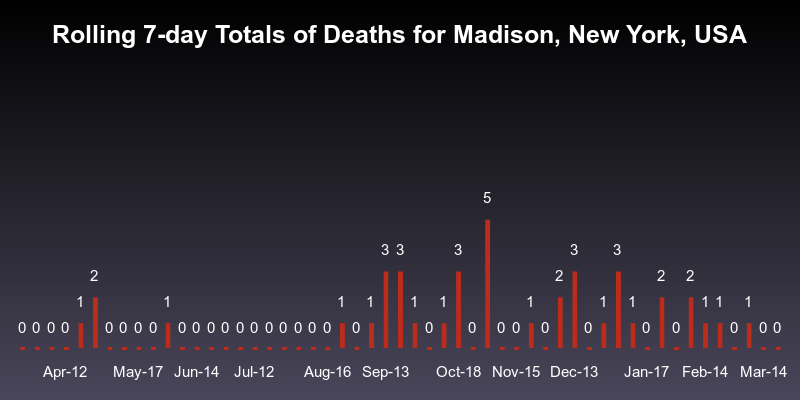 Rolling 7-day Totals of Deaths for Madison, New York, USA
0 0 0 0 1 2 0 0 0 0 1 0 0 0 0 0 0 0 0 0 0 0 1 0 1 3 3 1 0 1 3 0 5 0 0 1 0 2 3 0 1 3 1 0 2 0 2 1 1 0 1 0 0
Apr-12 May-17 Jun-14 Jul-12 Aug-16 Sep-13 Oct-18 Nov-15 Dec-13 Jan-17 Feb-14 Mar-14